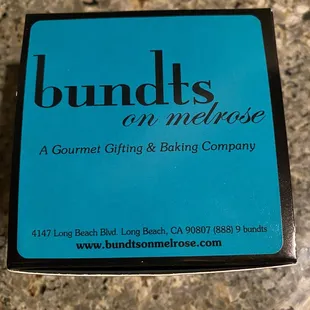 bundts
on melrose
A Gourmet Gifting & Baking Company
4147 Long Beach Blvd. Long Beach, CA 90807 (888) 9 bundts
www.bundtsonmelrose.com